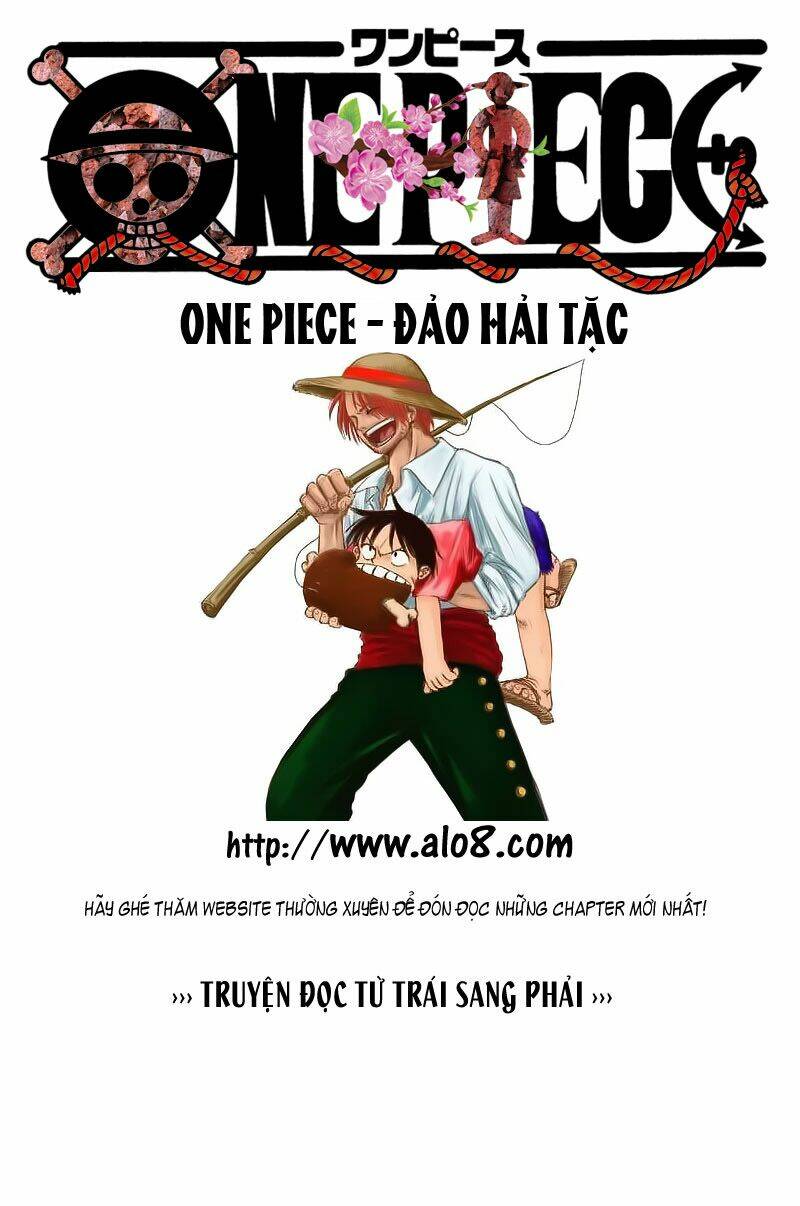 ワンピース
ONE PIECE
ONE PIECE - ĐẢO HẢI TẶC
http://www.alo8.com
HÃY GHÉ THĂM WEBSITE THƯỜNG XUYÊN ĐỂ ĐÓN ĐỌC NHỮNG CHAPTER MỚI NHẤT!
››› TRUYỆN ĐỌC TỪ TRÁI SANG PHẢI ›››